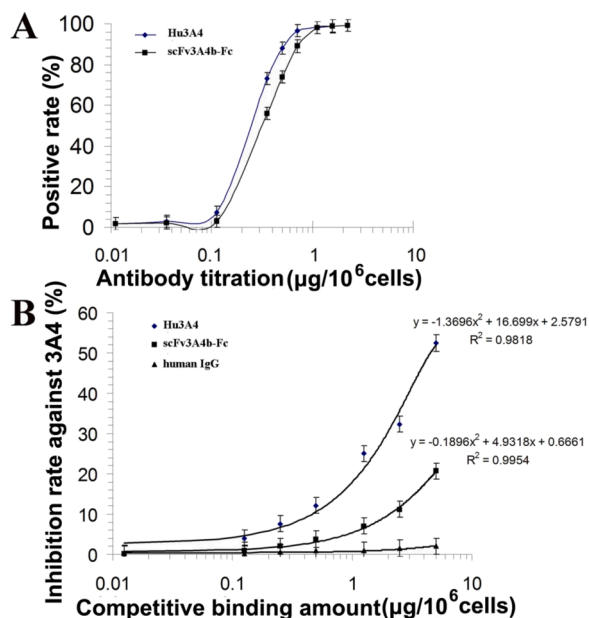 A
Positive rate (%)
100
80
60
40
20
0
Hu3A4
scFv3A4b-Fc
0.01
0.1
1
10
Antibody titration(μg/10⁶cells)
B
Inhibition rate against 3A4 (%)
60
50
40
30
20
10
0
Hu3A4
scFv3A4b-Fc
human IgG
y = -1.3696x² + 16.699x + 2.5791
R² = 0.9818
y = -0.1896x² + 4.9318x + 0.6661
R² = 0.9954
0.01
0.1
1
10
Competitive binding amount(μg/10⁶cells)